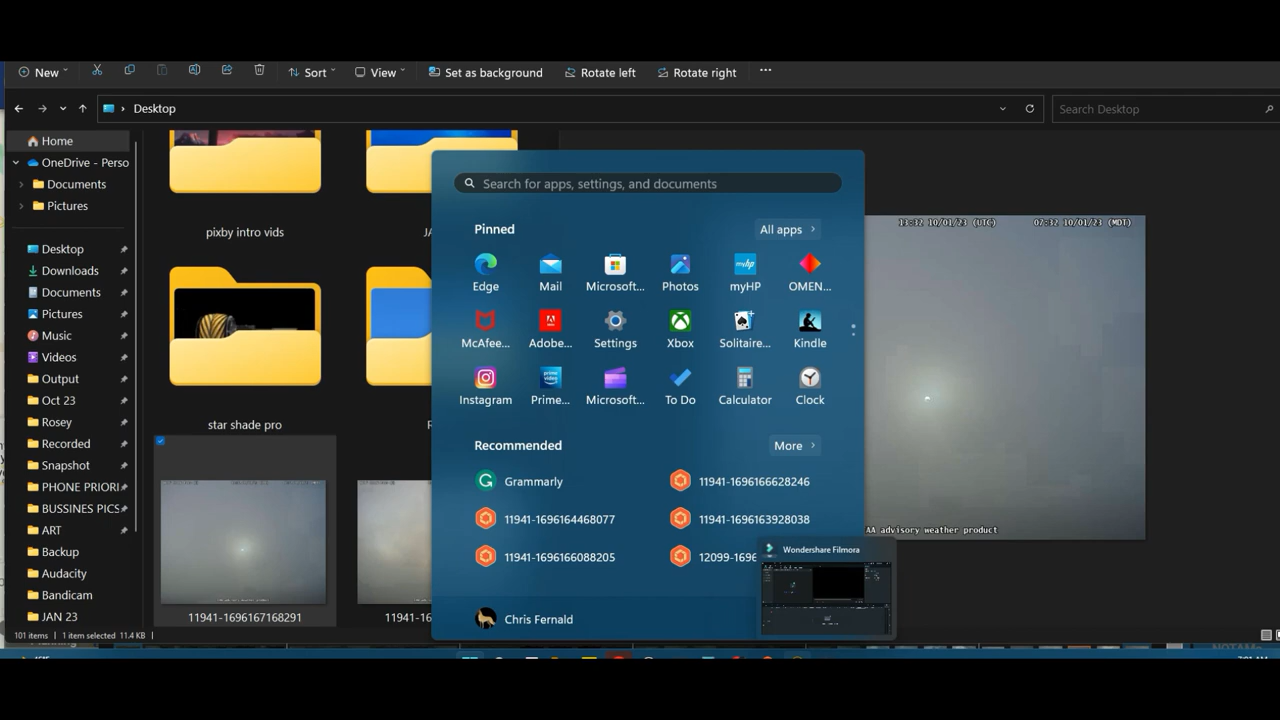 New Sort View Set as background Rotate left Rotate right ...
Desktop Search Desktop
Home
OneDrive - Perso
Documents
Pictures
Desktop
Downloads
Documents
Pictures
Music
Videos
Output
Oct 23
Rosey
Recorded
Snapshot
PHONE PRIORI
BUSSINES PICS
ART
Backup
Audacity
Bandicam
JAN 23
pixby intro vids
JA
star shade pro
11941-1696167168291
11941-16
Search for apps, settings, and documents
Pinned All apps
Edge Mail Microsoft... Photos myHP OMEN...
McAfee... Adobe... Settings Xbox Solitaire... Kindle
Instagram Prime... Microsoft... To Do Calculator Clock
Recommended More
Grammarly 11941-1696166628246
11941-1696164468077 11941-1696163928038
11941-1696166088205 12099-1696
Wondershare Filmora
Chris Fernald
13:32 10/01/23 (UTC) 07:32 10/01/23 (MDT)
AA advisory weather product
101 items 1 item selected 11.4 KB